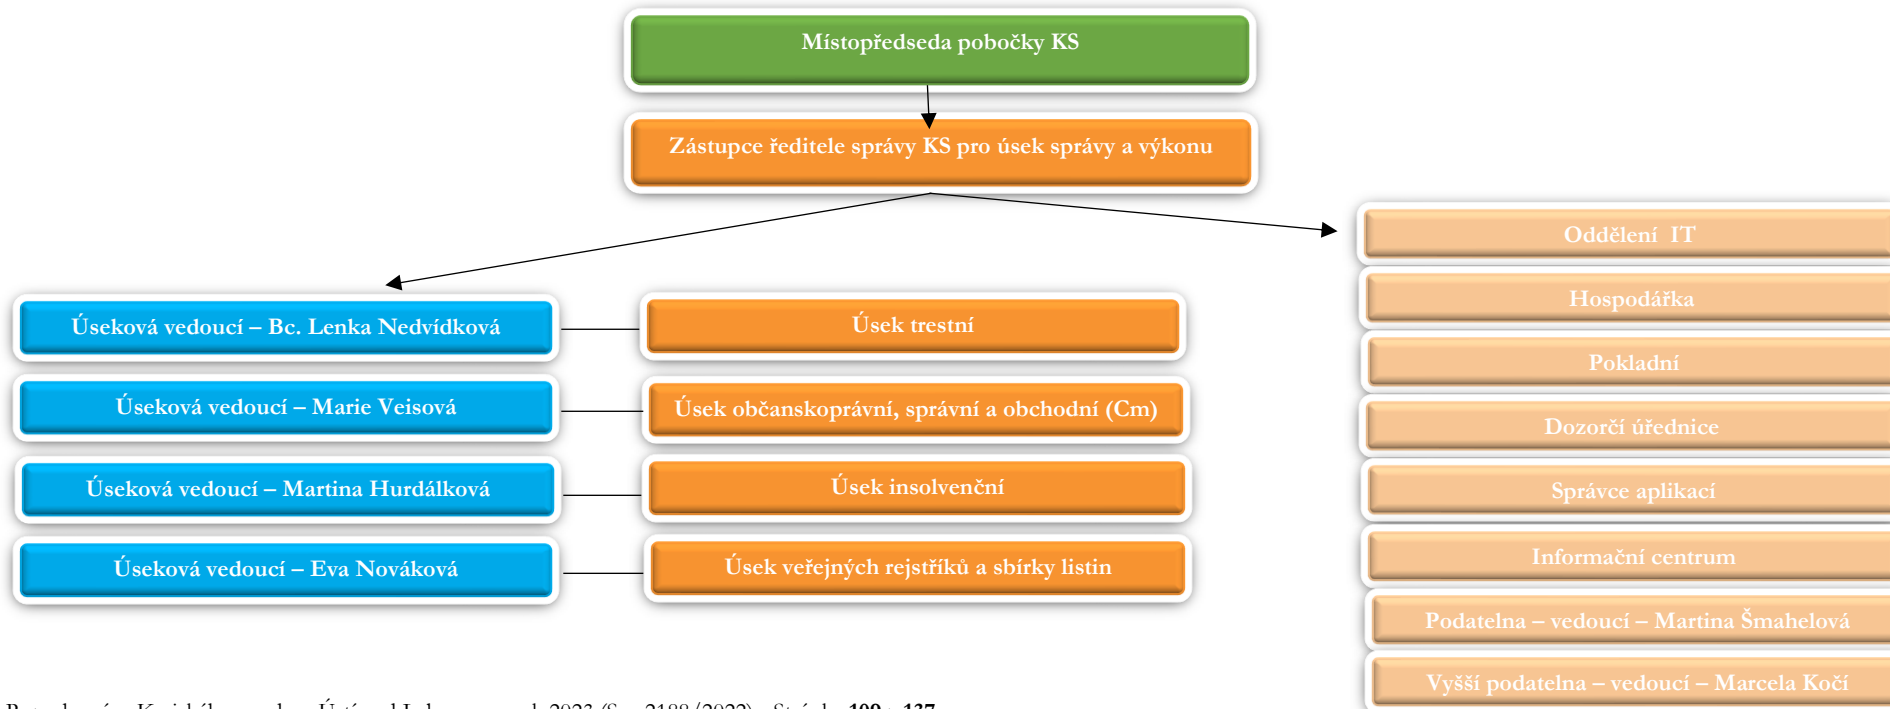 Místopředseda pobočky KS
Zástupce ředitele správy KS pro úsek správy a výkonu
Úseková vedoucí – Bc. Lenka Nedvídková
Úsek trestní
Úseková vedoucí – Marie Veisová
Úsek občanskoprávní, správní a obchodní (Cm)
Úseková vedoucí – Martina Hurdálková
Úsek insolvenční
Úseková vedoucí – Eva Nováková
Úsek veřejných rejstříků a sbírky listin
Oddělení IT
Hospodářka
Pokladní
Dozorčí úřednice
Správce aplikací
Informační centrum
Podatelna – vedoucí – Martina Šmahelová
Vyšší podatelna – vedoucí – Marcela Kočí